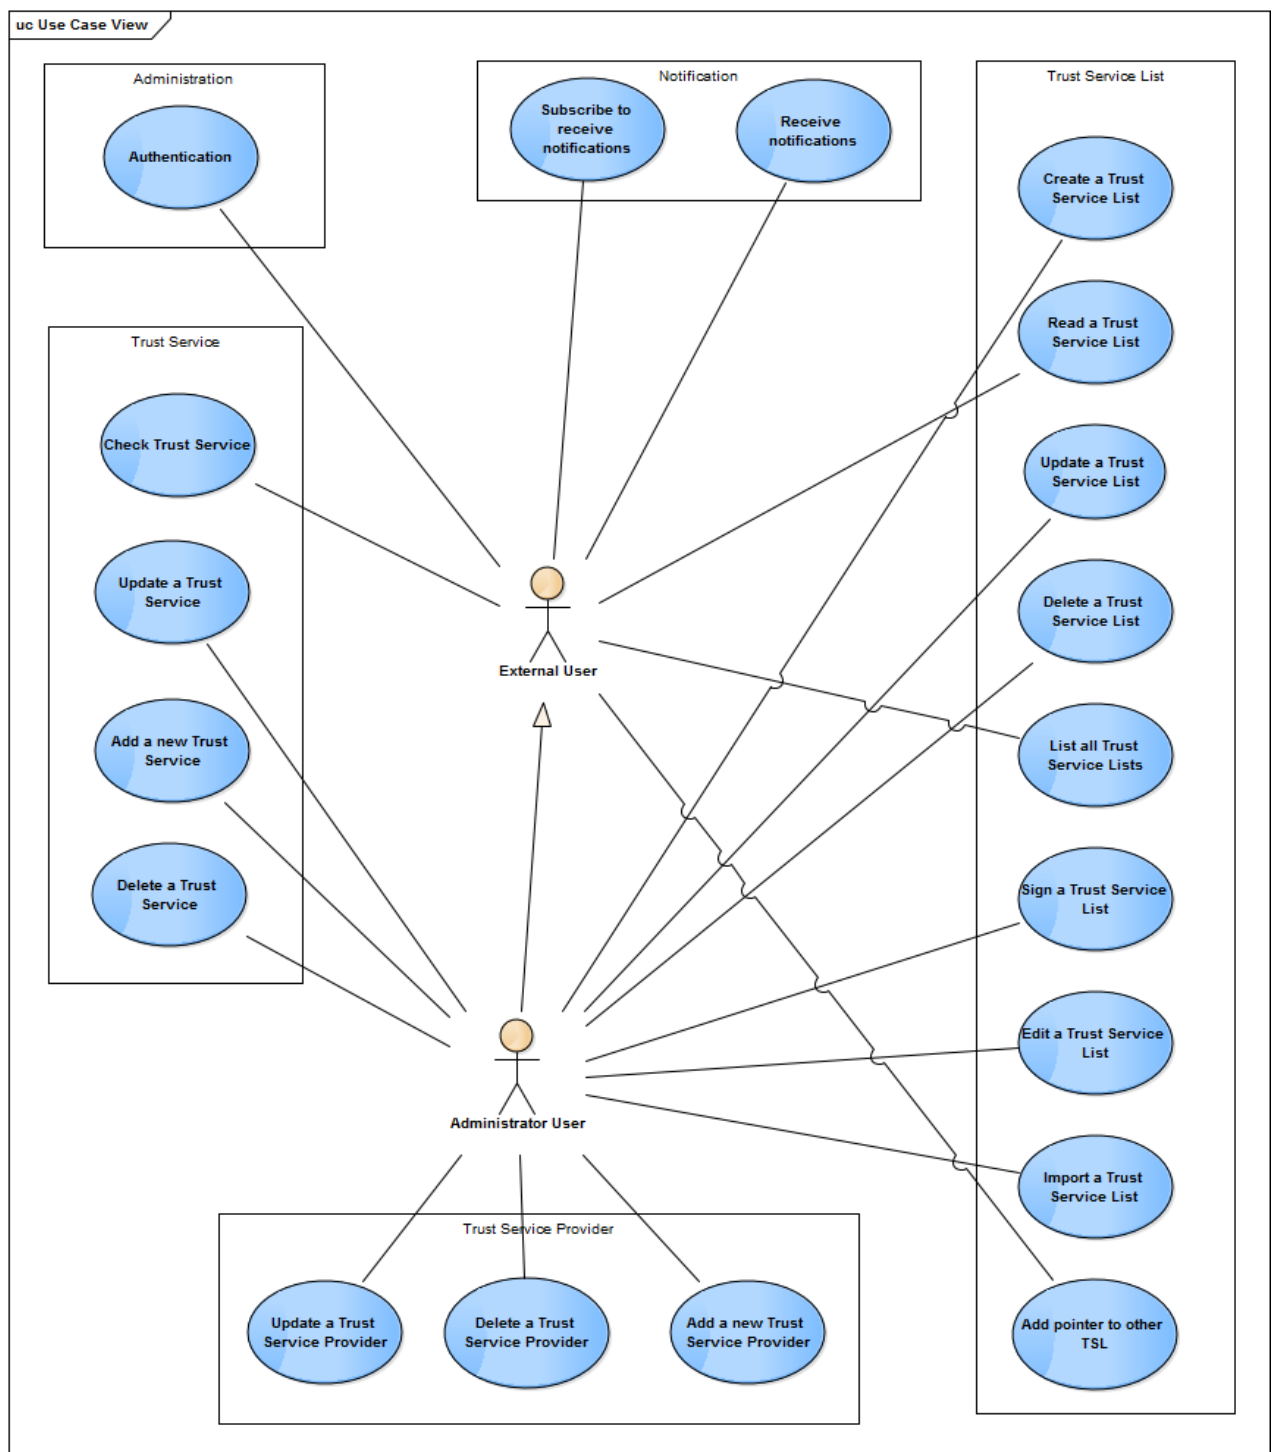 uc Use Case View
Administration
Authentication
Notification
Subscribe to
receive
notifications
Receive
notifications
Trust Service List
Create a Trust
Service List
Read a Trust
Service List
Update a Trust
Service List
Delete a Trust
Service List
List all Trust
Service Lists
Sign a Trust Service
List
Edit a Trust Service
List
Import a Trust
Service List
Add pointer to other
TSL
Trust Service
Check Trust Service
Update a Trust
Service
Add a new Trust
Service
Delete a Trust
Service
External User
Administrator User
Trust Service Provider
Update a Trust
Service Provider
Delete a Trust
Service Provider
Add a new Trust
Service Provider